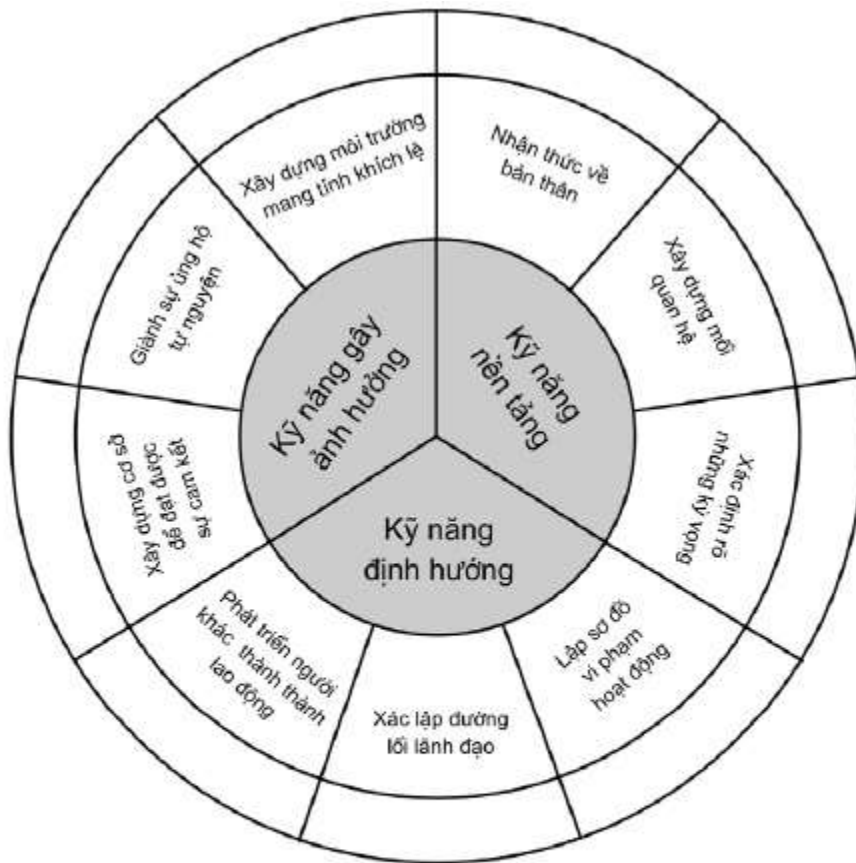 Xây dựng môi trường
mang tính khích lệ
Nhận thức về
bản thân
Xây dựng mối
quan hệ
Xác định rõ
những kỳ vọng
Lập sơ đồ
vi phạm
hoạt động
Xác lập đường
lối lãnh đạo
Phát triển người
khác thành thành
lao động
Xây dựng cơ sở
để đạt được
sự cam kết
Giành sự ủng hộ
tự nguyện
Kỹ năng gây
ảnh hưởng
Kỹ năng
nền tảng
Kỹ năng
định hướng